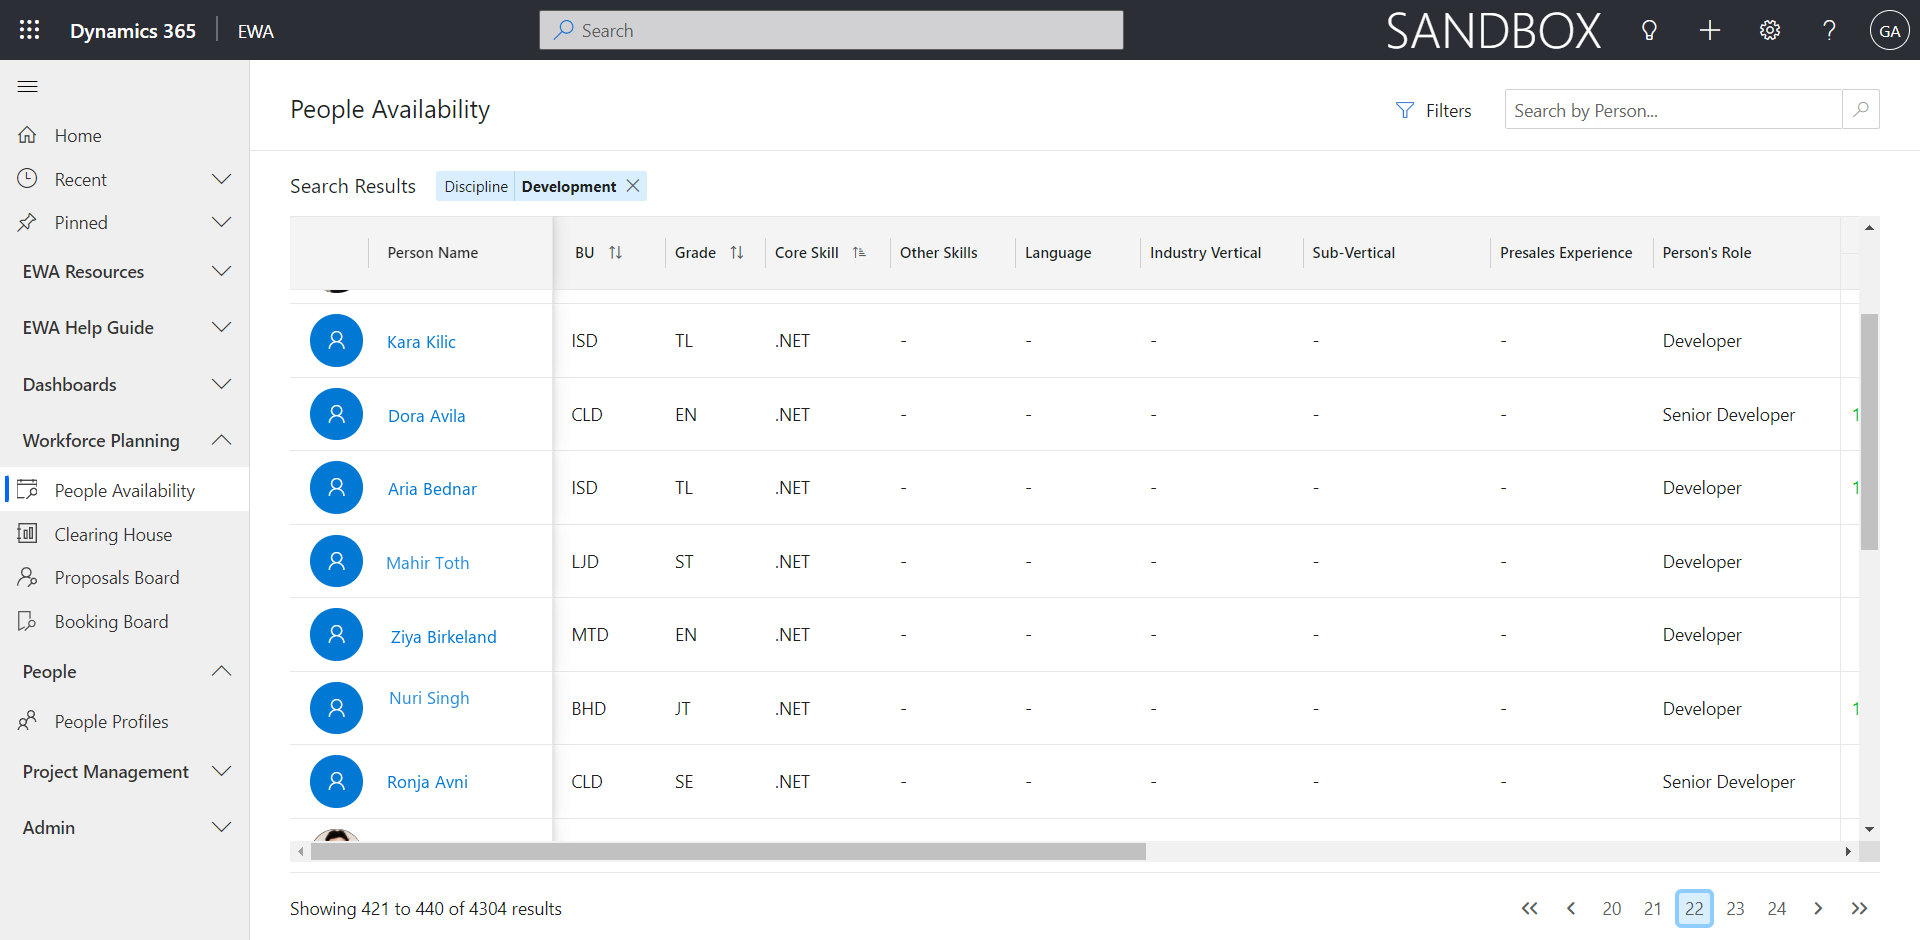 Dynamics 365 EWA Search SANDBOX GA
Home
Recent
Pinned
EWA Resources
EWA Help Guide
Dashboards
Workforce Planning
People Availability
Clearing House
Proposals Board
Booking Board
People
People Profiles
Project Management
Admin
People Availability Filters Search by Person...
Search Results Discipline Development
Person Name BU Grade Core Skill Other Skills Language Industry Vertical Sub-Vertical Presales Experience Person's Role
Kara Kilic ISD TL .NET - - - - - Developer
Dora Avila CLD EN .NET - - - - - Senior Developer 1
Aria Bednar ISD TL .NET - - - - - Developer 1
Mahir Toth LJD ST .NET - - - - - Developer
Ziya Birkeland MTD EN .NET - - - - - Developer
Nuri Singh BHD JT .NET - - - - - Developer 1
Ronja Avni CLD SE .NET - - - - - Senior Developer
Showing 421 to 440 of 4304 results 20 21 22 23 24